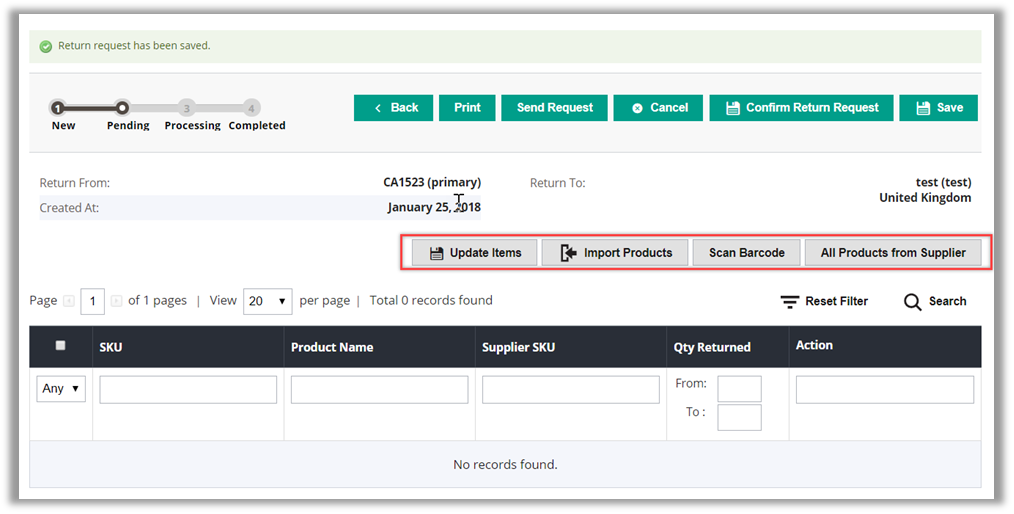 Return request has been saved.
1 3 4
New Pending Processing Completed
Back Print Send Request Cancel Confirm Return Request Save
Return From: CA1523 (primary) Return To: test (test)
United Kingdom
Created At: January 25, 2018
Update Items Import Products Scan Barcode All Products from Supplier
Page 1 of 1 pages | View 20 per page | Total 0 records found Reset Filter Search
SKU Product Name Supplier SKU Qty Returned Action
Any From:
To :
No records found.